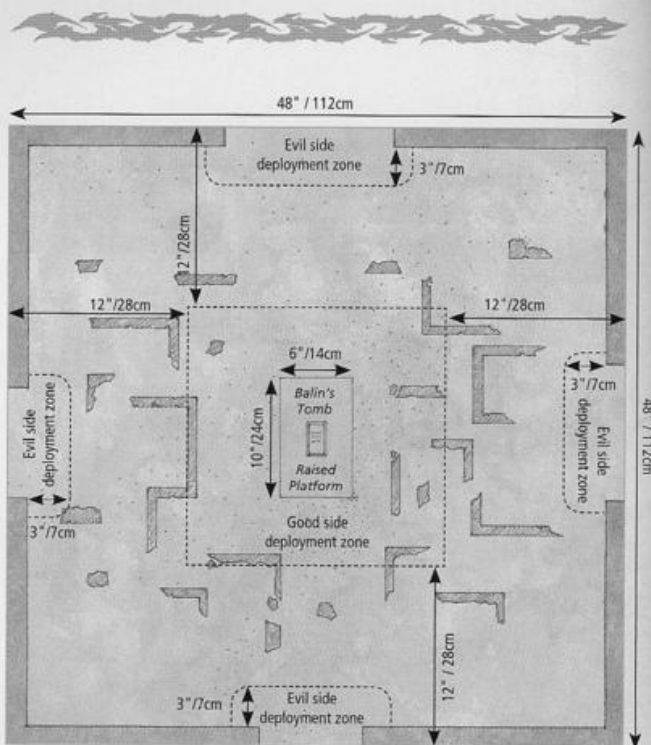 48" / 112cm
Evil side
deployment zone
3"/7cm
12"/28cm
12"/28cm
12"/28cm
6"/14cm
Balin's
Tomb
10"/24cm
Raised
Platform
Good side
deployment zone
Evil side
deployment zone
3"/7cm
3"/7cm
Evil side
deployment zone
48" / 112cm
12" / 28cm
3"/7cm
Evil side
deployment zone